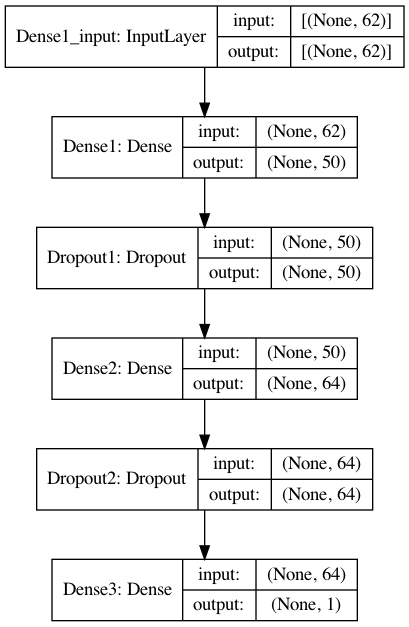 Dense1_input: InputLayer
input: [(None, 62)]
output: [(None, 62)]
Dense1: Dense
input: (None, 62)
output: (None, 50)
Dropout1: Dropout
input: (None, 50)
output: (None, 50)
Dense2: Dense
input: (None, 50)
output: (None, 64)
Dropout2: Dropout
input: (None, 64)
output: (None, 64)
Dense3: Dense
input: (None, 64)
output: (None, 1)